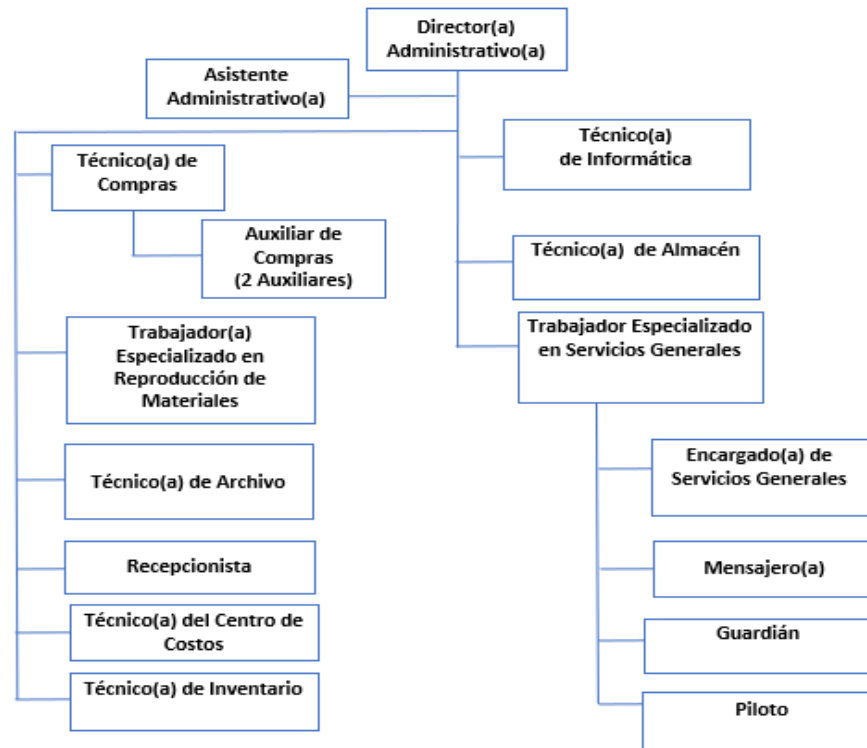 Director(a)
Administrativo(a)
Asistente
Administrativo(a)
Técnico(a) de
Compras
Auxiliar de
Compras
(2 Auxiliares)
Trabajador(a)
Especializado en
Reproducción de
Materiales
Técnico(a) de Archivo
Recepcionista
Técnico(a) del Centro de
Costos
Técnico(a) de Inventario
Técnico(a)
de Informática
Técnico(a) de Almacén
Trabajador Especializado
en Servicios Generales
Encargado(a) de
Servicios Generales
Mensajero(a)
Guardián
Piloto